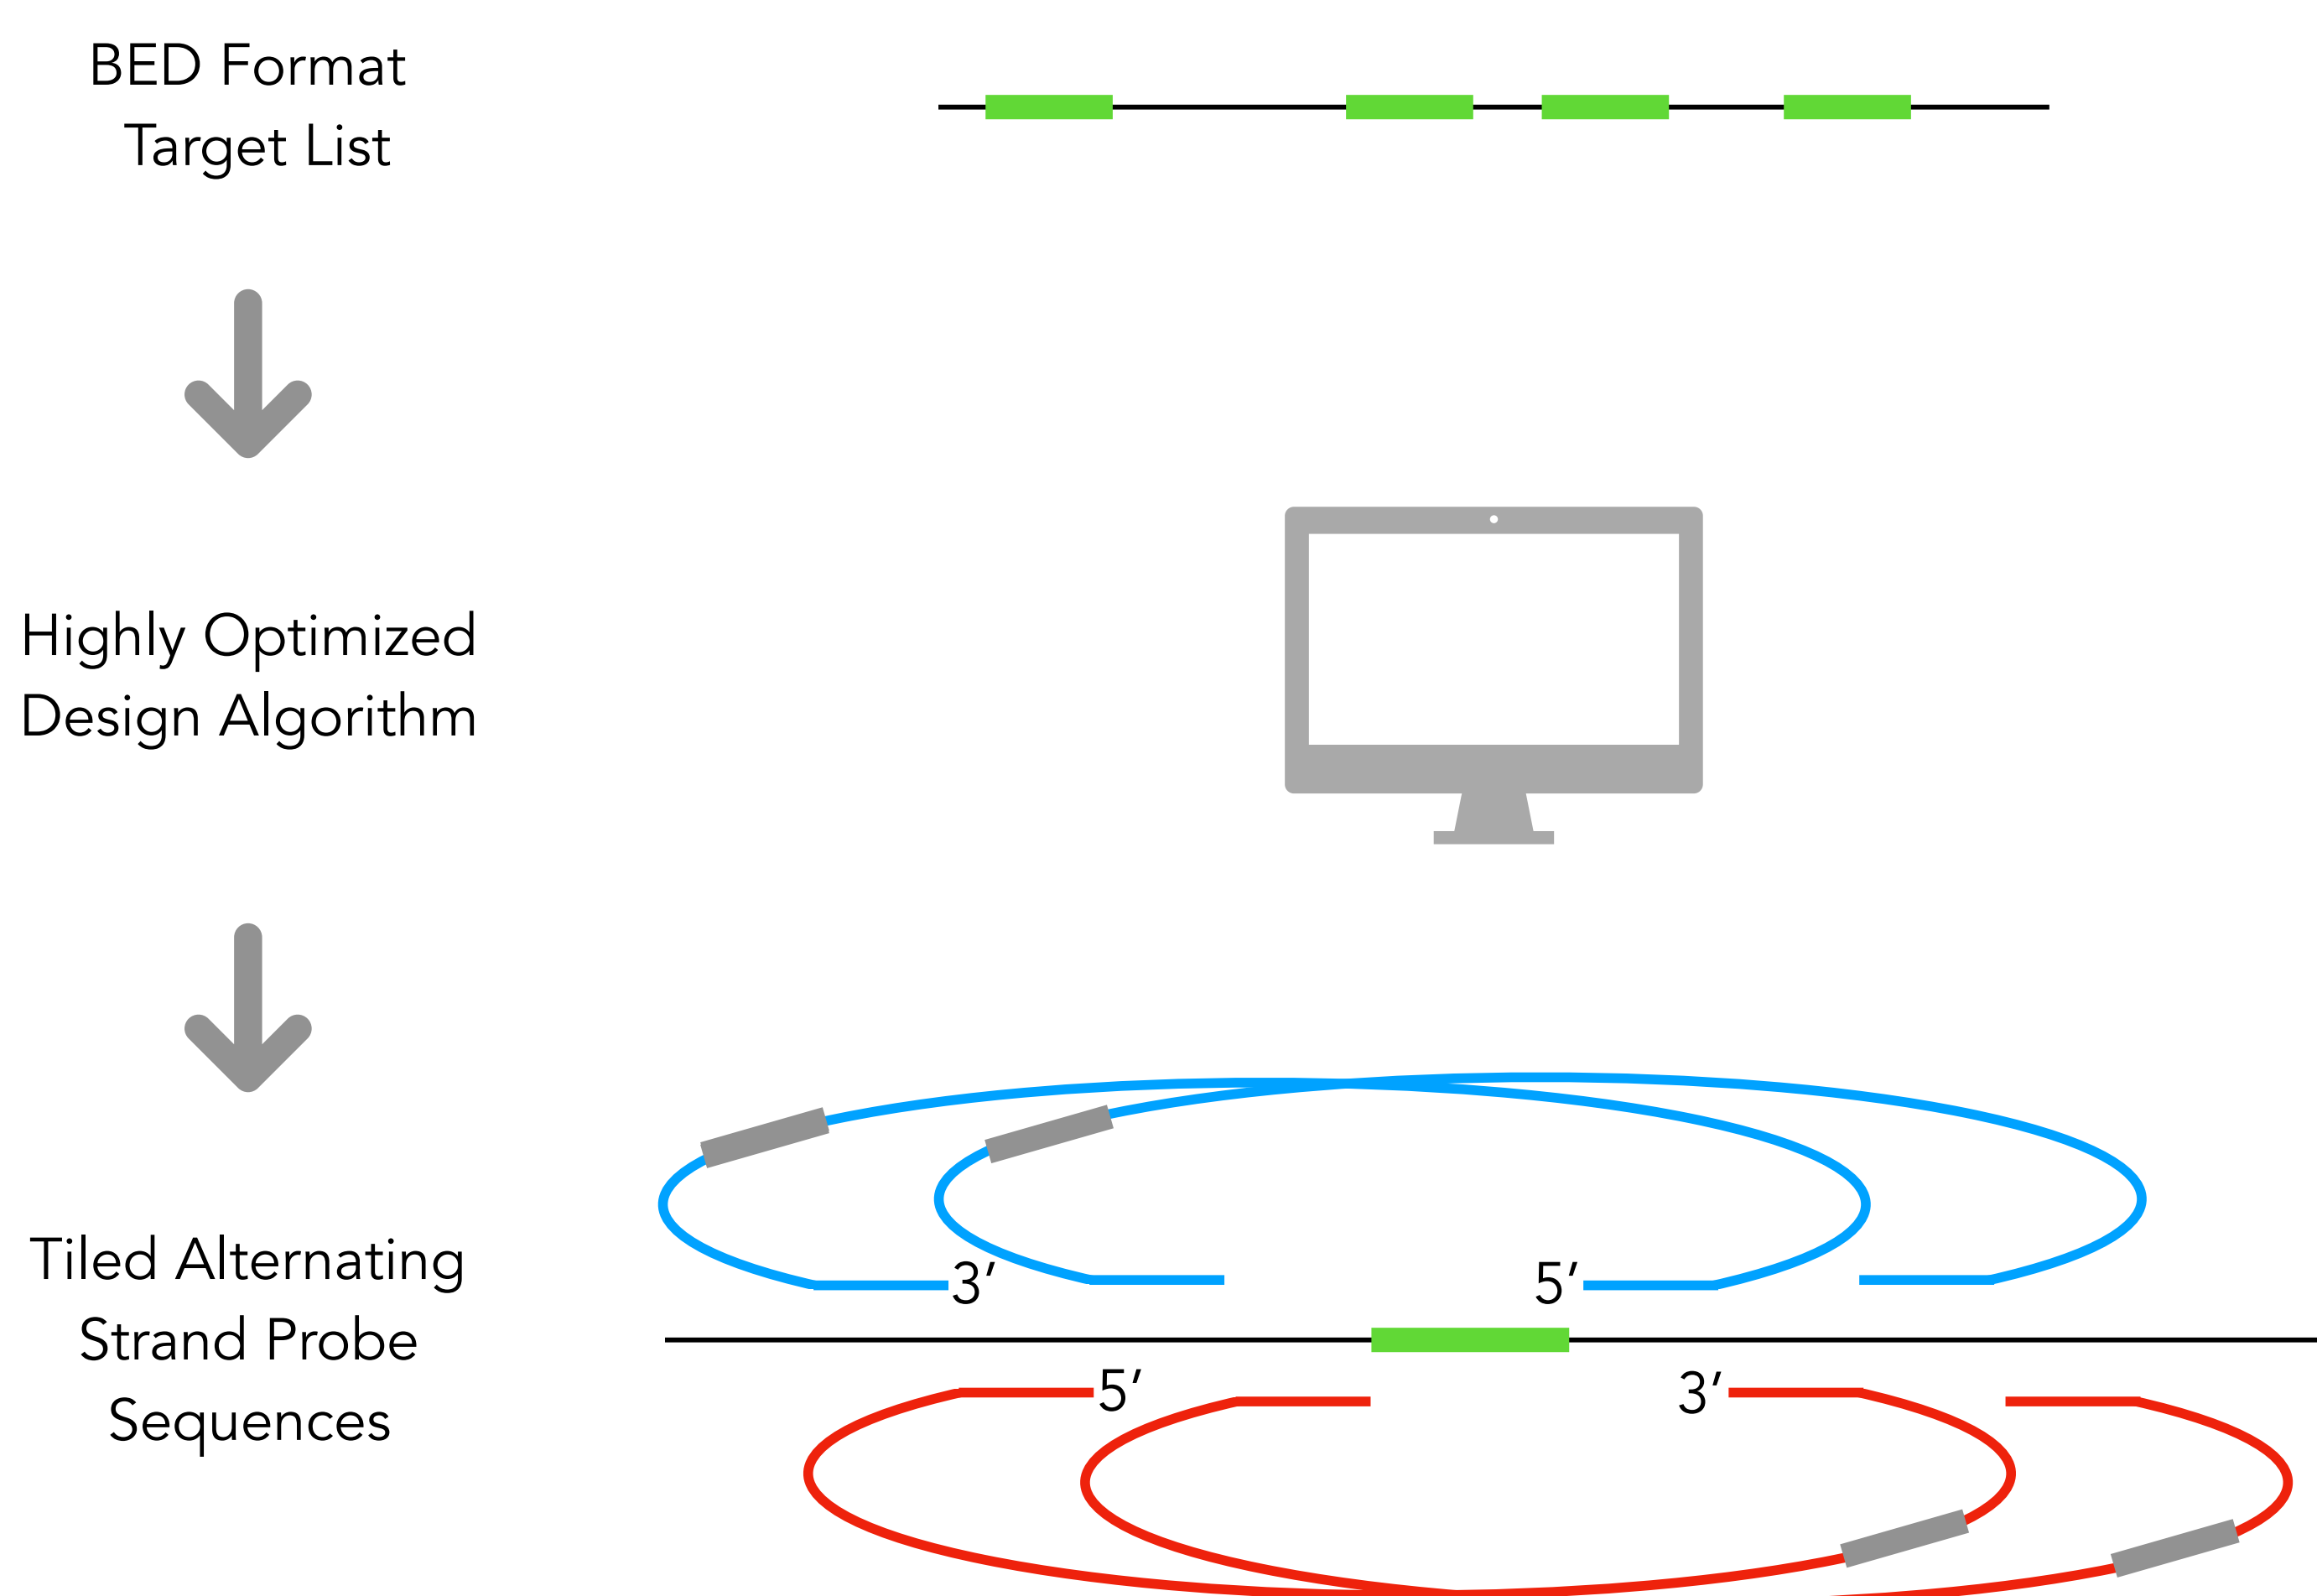 BED Format
Target List
Highly Optimized
Design Algorithm
Tiled Alternating
Strand Probe
Sequences
3′
5′
5′
3′